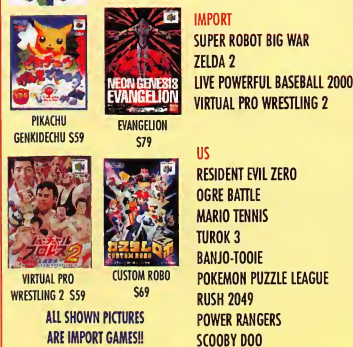 PIKACHU
GENKIDECHU $59
NEON GENESIS
EVANGELION
EVANGELION
$79
VIRTUAL PRO
WRESTLING 2 $59
CUSTOM ROBO
$69
ALL SHOWN PICTURES
ARE IMPORT GAMES!!
IMPORT
SUPER ROBOT BIG WAR
ZELDA 2
LIVE POWERFUL BASEBALL 2000
VIRTUAL PRO WRESTLING 2
US
RESIDENT EVIL ZERO
OGRE BATTLE
MARIO TENNIS
TUROK 3
BANJO-TOOIE
POKEMON PUZZLE LEAGUE
RUSH 2049
POWER RANGERS
SCOOBY DOO